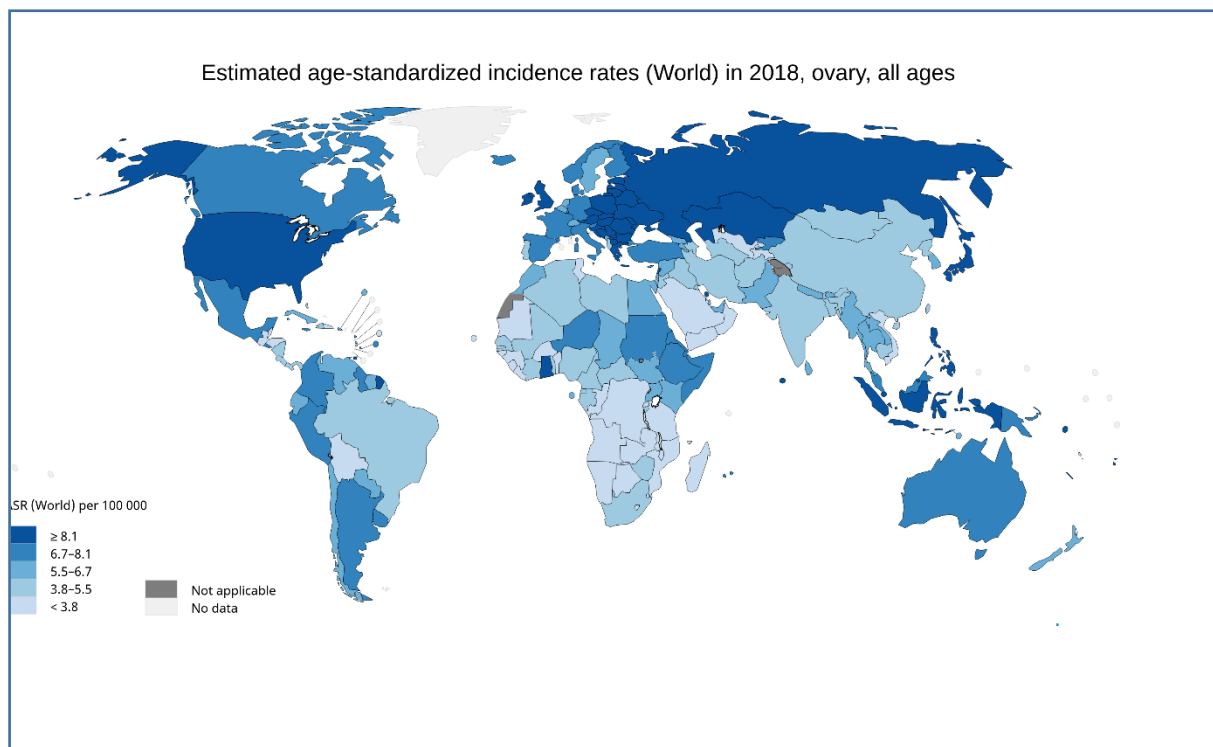 Estimated age-standardized incidence rates (World) in 2018, ovary, all ages
ASR (World) per 100 000
≥ 8.1
6.7–8.1
5.5–6.7
3.8–5.5
< 3.8
Not applicable
No data